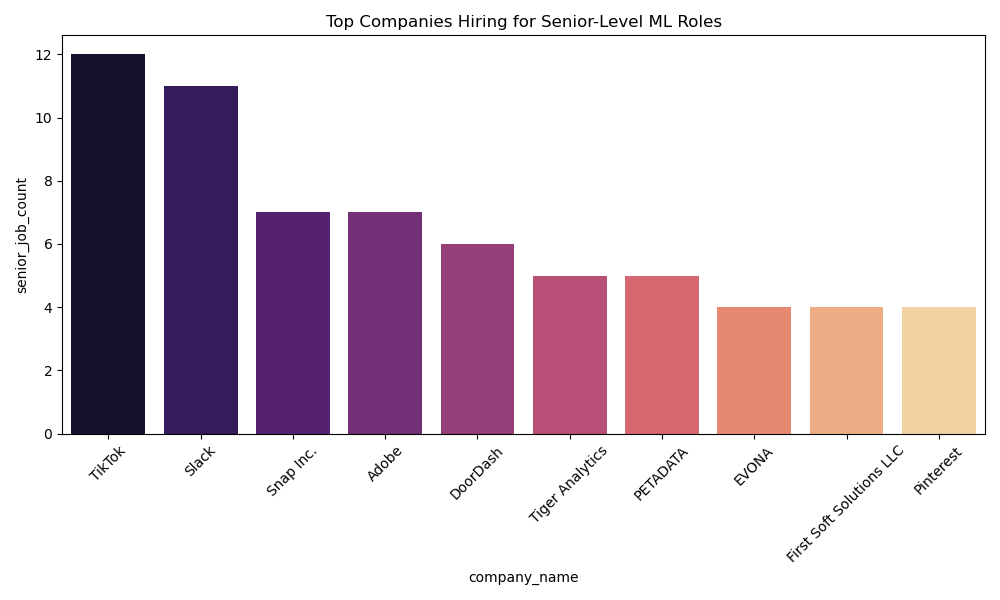 Top Companies Hiring for Senior-Level ML Roles
senior_job_count
12
10
8
6
4
2
0
TikTok
Slack
Snap Inc.
Adobe
DoorDash
Tiger Analytics
PETADATA
EVONA
First Soft Solutions LLC
Pinterest
company_name